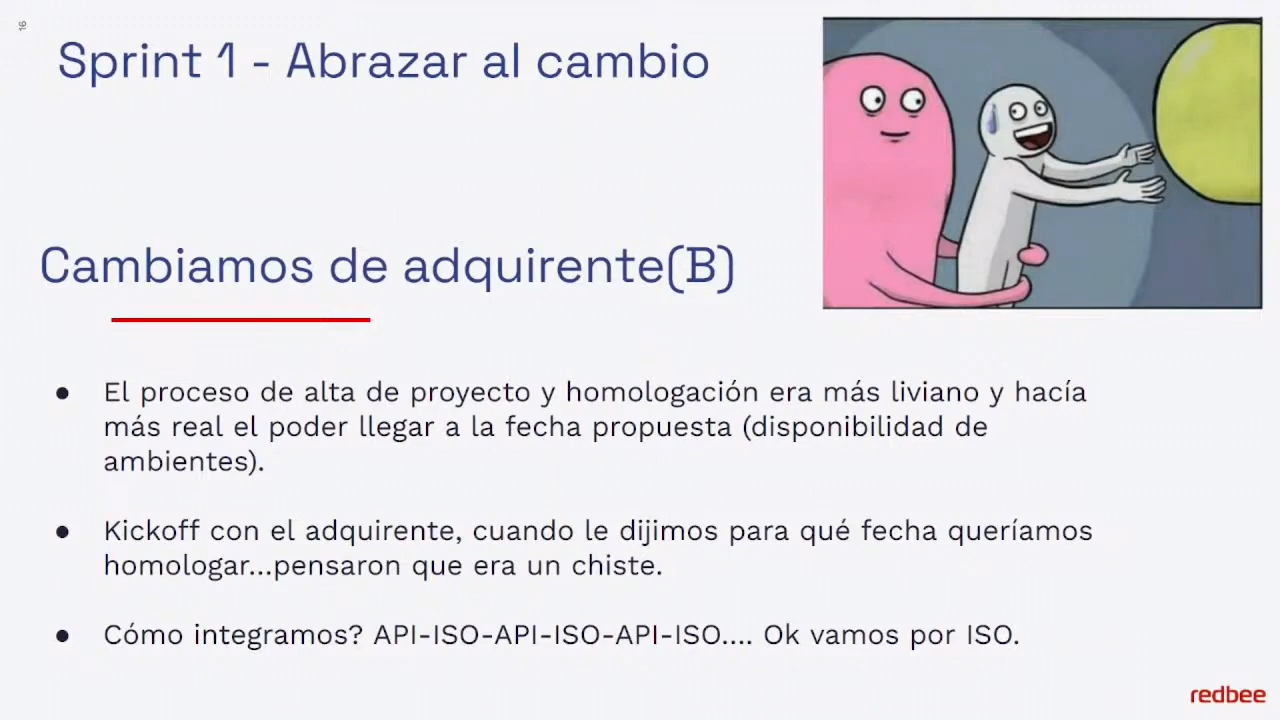 16
Sprint 1 - Abrazar al cambio
Cambiamos de adquirente(B)
● El proceso de alta de proyecto y homologación era más liviano y hacía
más real el poder llegar a la fecha propuesta (disponibilidad de
ambientes).
● Kickoff con el adquirente, cuando le dijimos para qué fecha queríamos
homologar...pensaron que era un chiste.
● Cómo integramos? API-ISO-API-ISO-API-ISO.... Ok vamos por ISO.
redbee